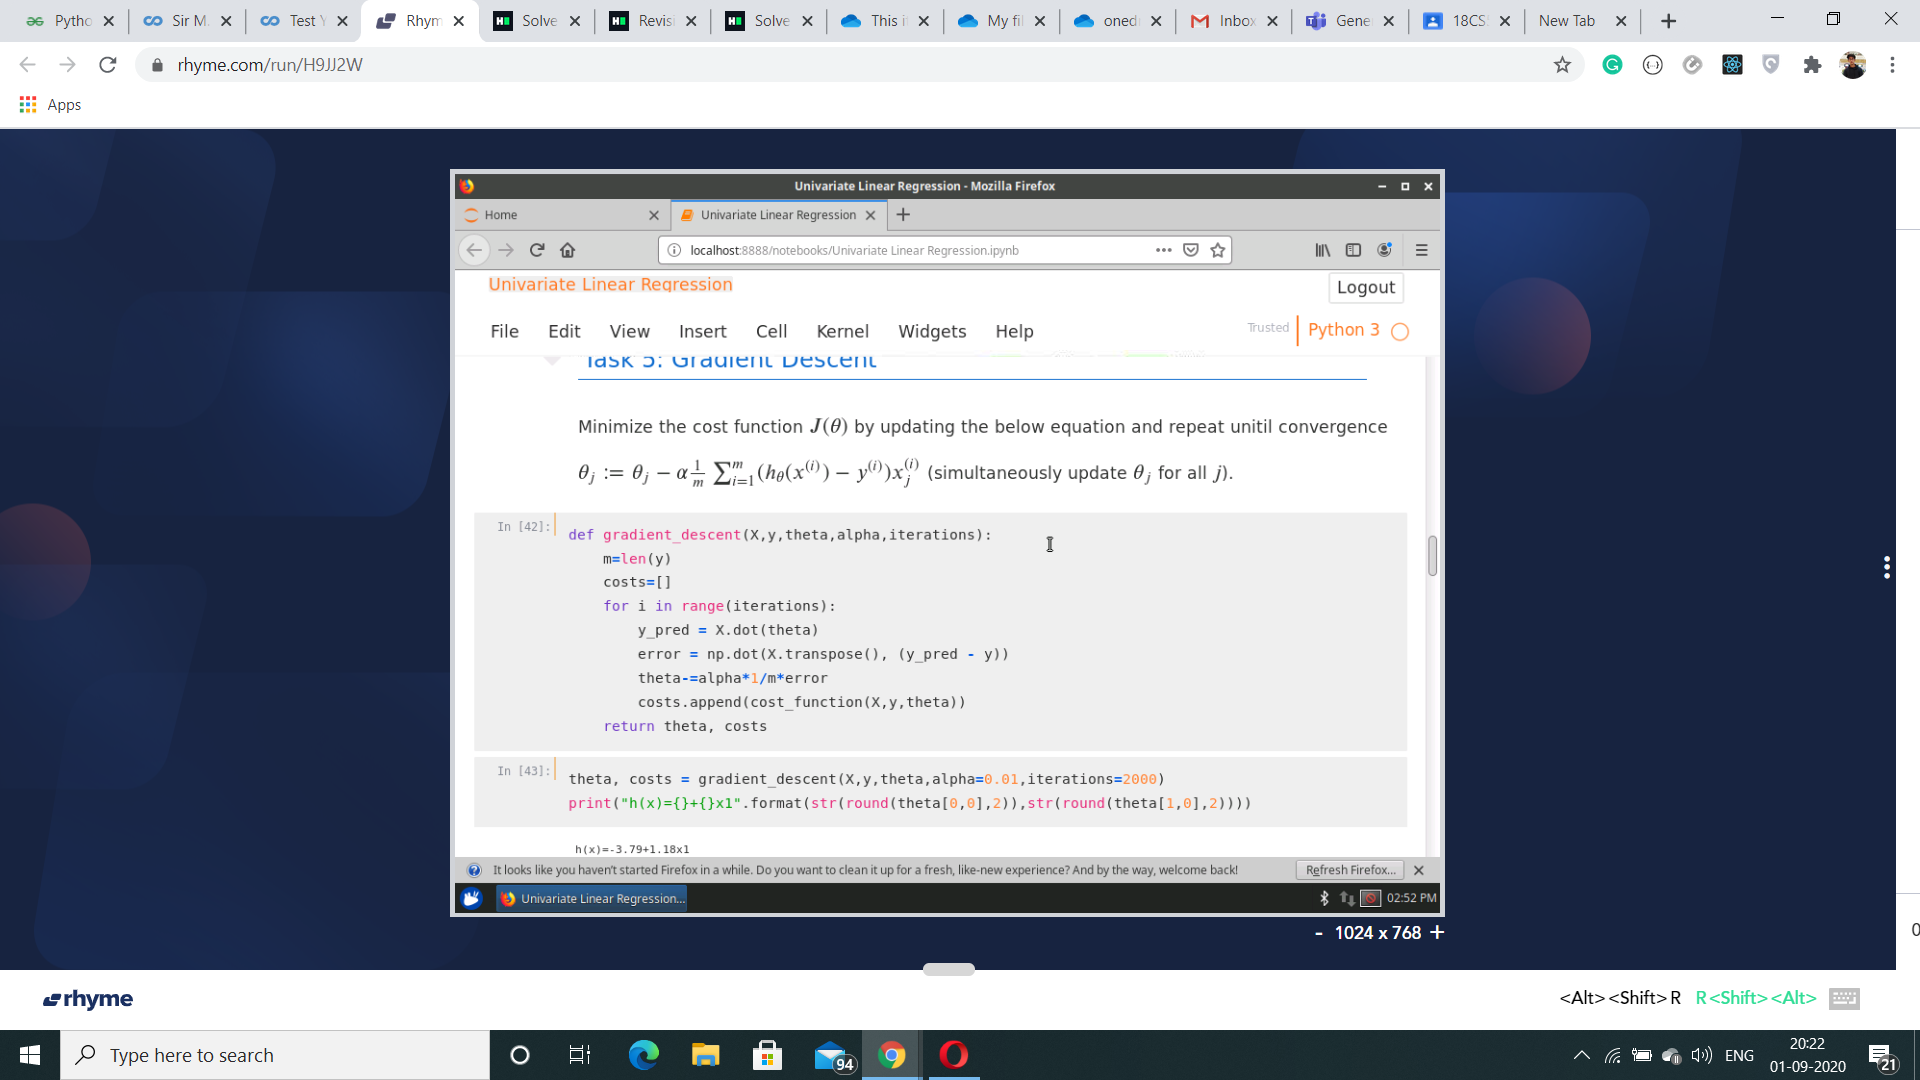 Pytho
Sir M
Test Y
Rhym
Solve
Revisi
Solve
This i
My fil
onedr
Inbox
Gene
18CS
New Tab
rhyme.com/run/H9JJ2W
Apps
Univariate Linear Regression - Mozilla Firefox
Home
Univariate Linear Regression
localhost:8888/notebooks/Univariate Linear Regression.ipynb
Univariate Linear Regression
Logout
File Edit View Insert Cell Kernel Widgets Help
Trusted
Python 3
Task 5: Gradient Descent
Minimize the cost function J(θ) by updating the below equation and repeat unitil convergence
θj := θj − α 1/m ∑i=1^m (hθ(x(i)) − y(i))xj(i) (simultaneously update θj for all j).
In [42]:
def gradient_descent(X,y,theta,alpha,iterations):
    m=len(y)
    costs=[]
    for i in range(iterations):
        y_pred = X.dot(theta)
        error = np.dot(X.transpose(), (y_pred - y))
        theta-=alpha*1/m*error
        costs.append(cost_function(X,y,theta))
    return theta, costs
In [43]:
theta, costs = gradient_descent(X,y,theta,alpha=0.01,iterations=2000)
print("h(x)={}+{}x1".format(str(round(theta[0,0],2)),str(round(theta[1,0],2))))
h(x)=-3.79+1.18x1
It looks like you haven't started Firefox in a while. Do you want to clean it up for a fresh, like-new experience? And by the way, welcome back!
Refresh Firefox...
Univariate Linear Regression...
02:52 PM
- 1024 x 768 +
0
rhyme
<Alt><Shift>R R<Shift><Alt>
Type here to search
94
ENG
20:22
01-09-2020
21